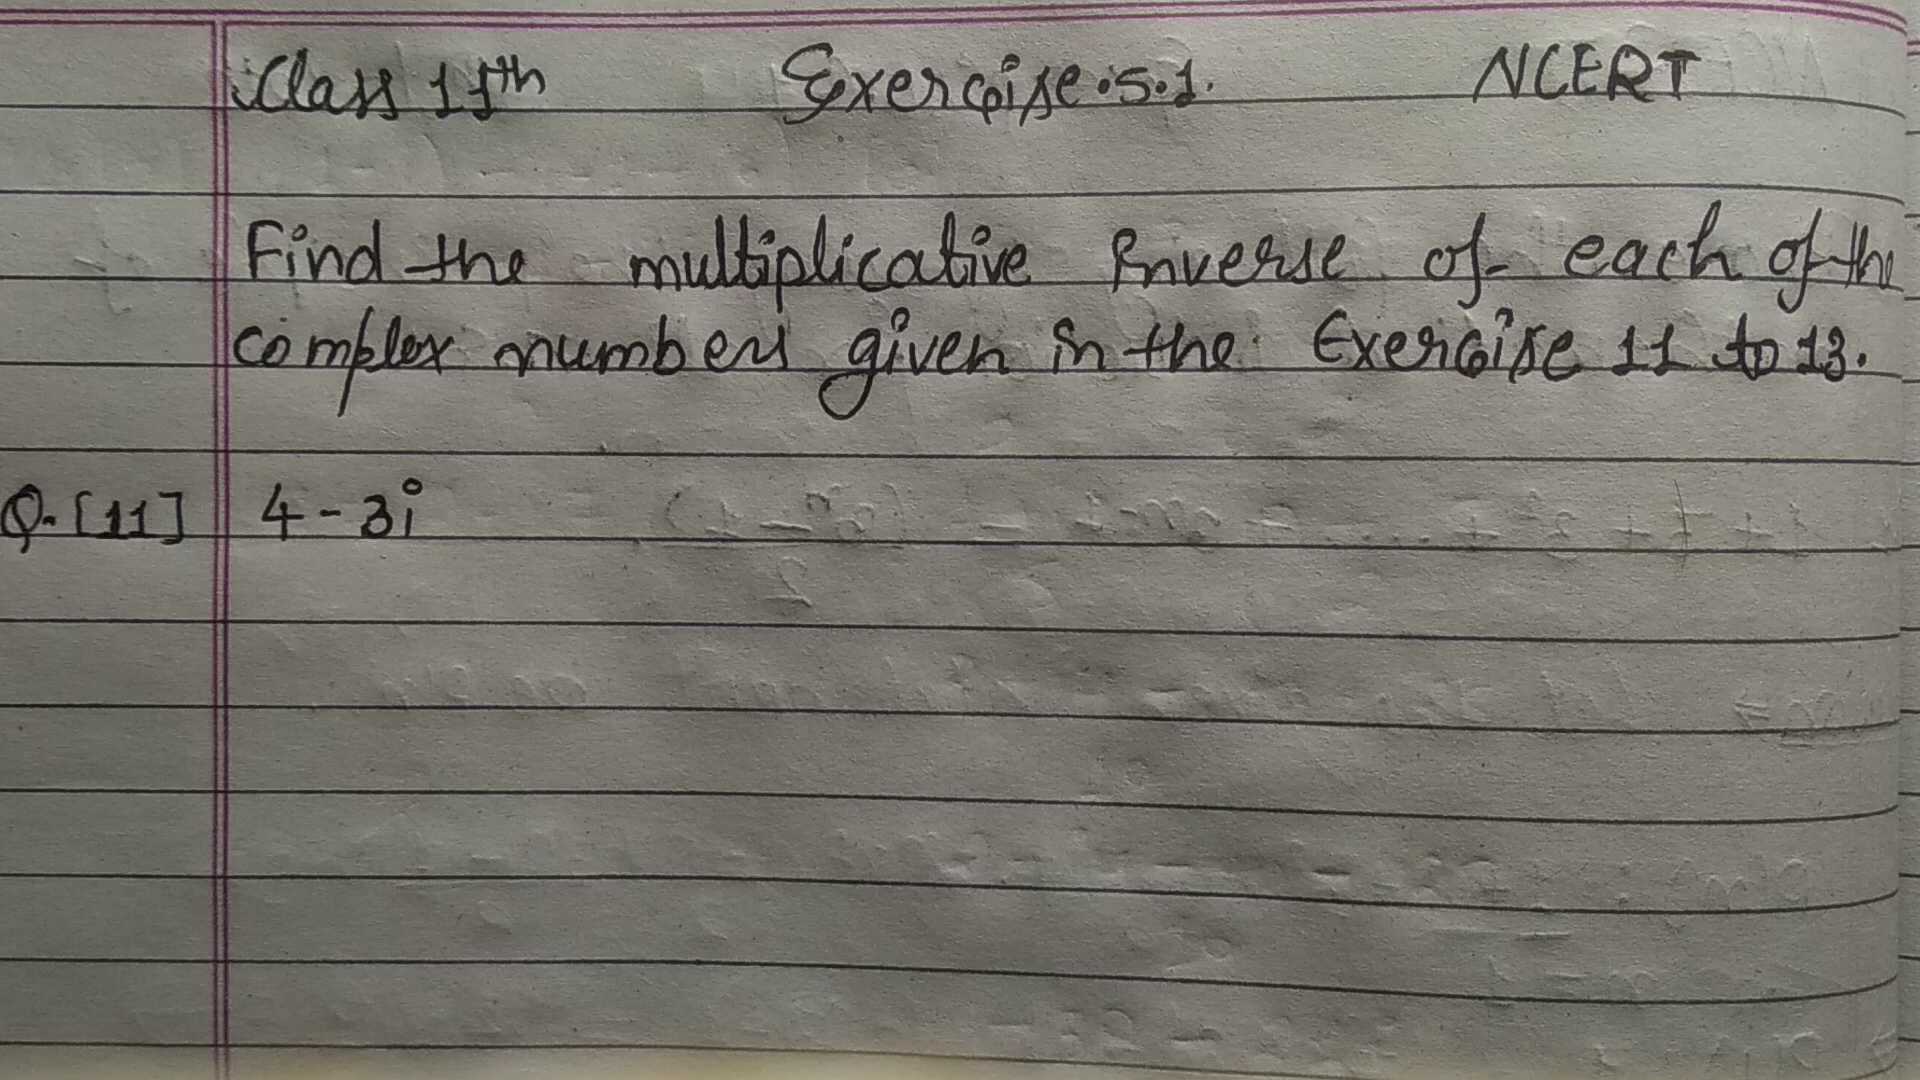 Class 11th Exercise.5.1. NCERT
Find the multiplicative inverse of each of the
complex numbers given in the Exercise 11 to 13.
Q.[11] 4-3i